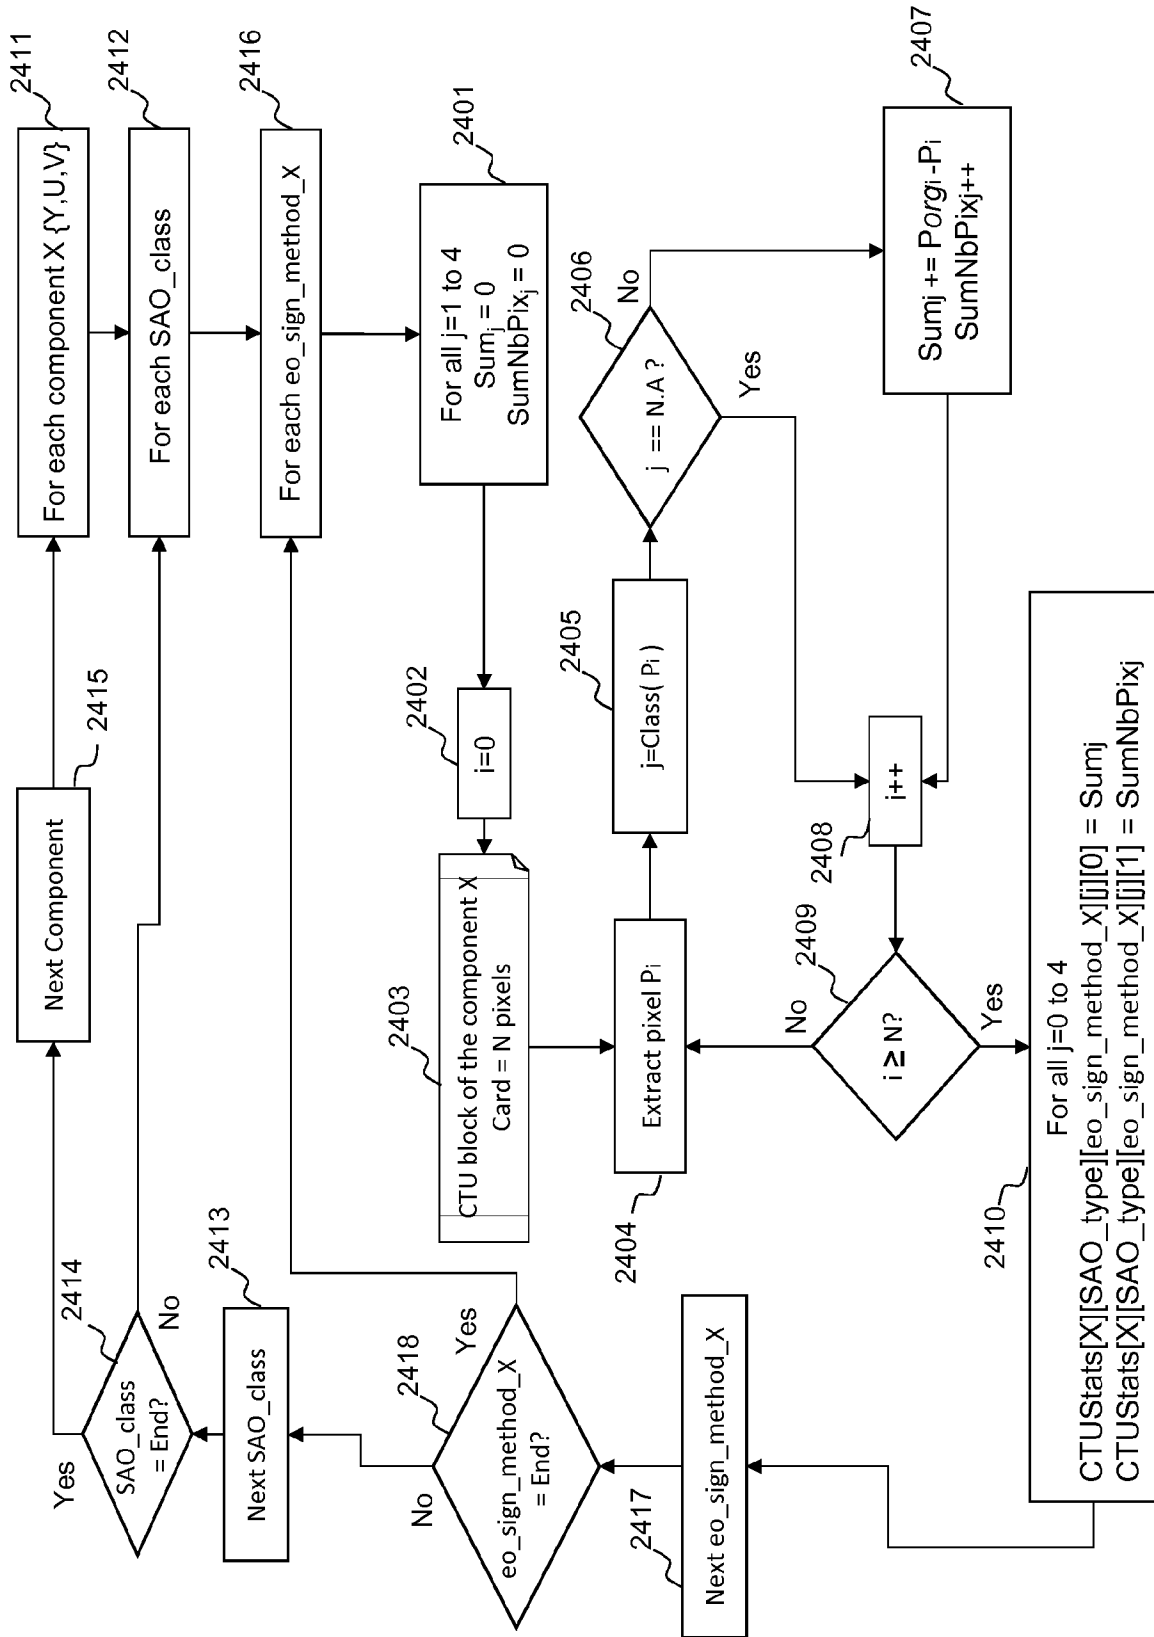 2411
For each component X {Y,U,V}
2412
For each SAO_class
2416
For each eo_sign_method_X
2401
For all j=1 to 4
Sumj = 0
SumNbPixj = 0
2402
i=0
2403
CTU block of the component X
Card = N pixels
2404
Extract pixel Pi
2405
j=Class( Pi )
2406
j == N.A ?
No
Yes
2407
Sumj += Porgi -Pi
SumNbPixj++
2408
i++
2409
i ≥ N?
No
Yes
2410
For all j=0 to 4
CTUStats[X][SAO_type][eo_sign_method_X][j][0] = Sumj
CTUStats[X][SAO_type][eo_sign_method_X][j][1] = SumNbPixj
2417
Next eo_sign_method_X
2418
eo_sign_method_X
= End?
Yes
No
2413
Next SAO_class
2414
SAO_class
= End?
No
Yes
2415
Next Component